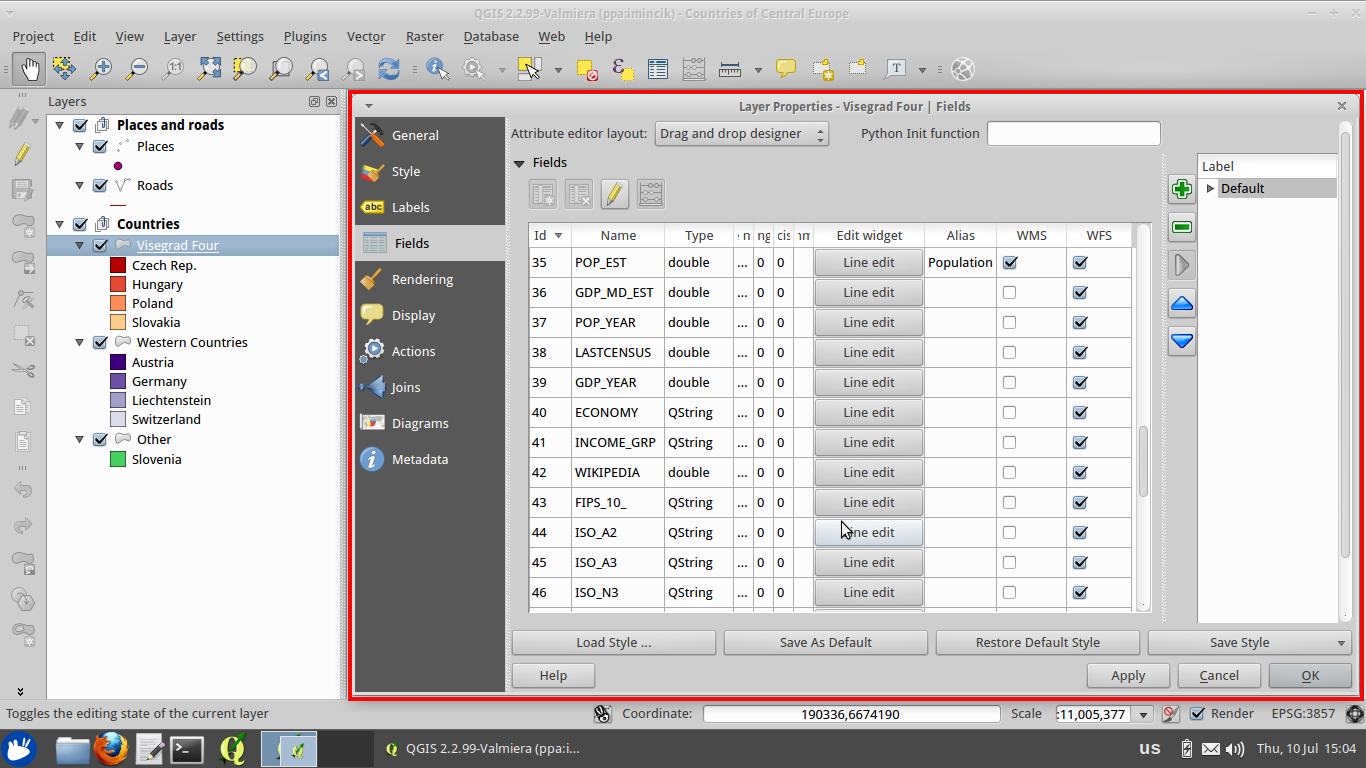 QGIS 2.2.99-Valmiera (ppa:imincik) - Countries of Central Europe
Project Edit View Layer Settings Plugins Vector Raster Database Web Help
Layers
Places and roads
Places
Roads
Countries
Visegrad Four
Czech Rep.
Hungary
Poland
Slovakia
Western Countries
Austria
Germany
Liechtenstein
Switzerland
Other
Slovenia
Layer Properties - Visegrad Four | Fields
General
Style
abc Labels
Fields
Rendering
Display
Actions
Joins
Diagrams
Metadata
Attribute editor layout: Drag and drop designer Python Init function
Fields
Id Name Type Edit widget Alias WMS WFS
35 POP_EST double ... 0 0 Line edit Population
36 GDP_MD_EST double ... 0 0 Line edit
37 POP_YEAR double ... 0 0 Line edit
38 LASTCENSUS double ... 0 0 Line edit
39 GDP_YEAR double ... 0 0 Line edit
40 ECONOMY QString ... 0 0 Line edit
41 INCOME_GRP QString ... 0 0 Line edit
42 WIKIPEDIA double ... 0 0 Line edit
43 FIPS_10_ QString ... 0 0 Line edit
44 ISO_A2 QString ... 0 0 Line edit
45 ISO_A3 QString ... 0 0 Line edit
46 ISO_N3 QString ... 0 0 Line edit
Label
Default
Load Style ... Save As Default Restore Default Style Save Style
Help Apply Cancel OK
Toggles the editing state of the current layer Coordinate: 190336,6674190 Scale :11,005,377 Render EPSG:3857
QGIS 2.2.99-Valmiera (ppa:i... us Thu, 10 Jul 15:04